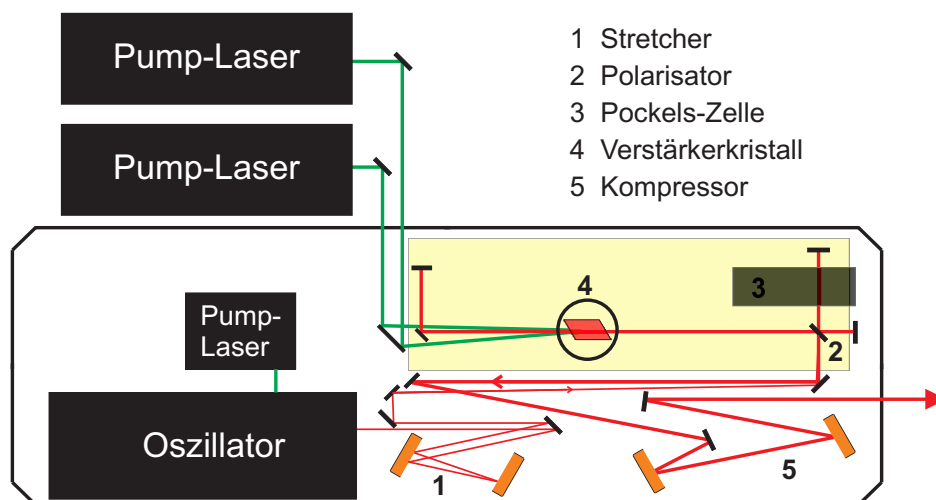 Pump-Laser
Pump-Laser
1 Stretcher
2 Polarisator
3 Pockels-Zelle
4 Verstärkerkristall
5 Kompressor
4
3
2
Pump-
Laser
Oszillator
1
5